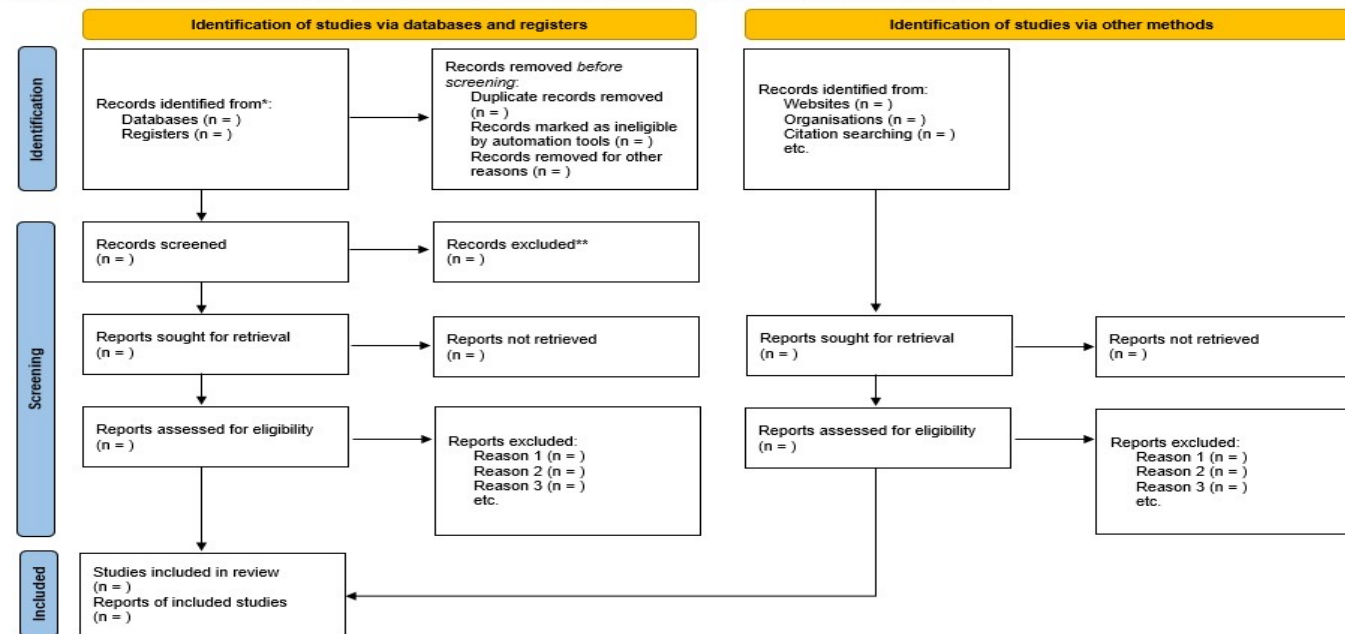 Identification of studies via databases and registers
Identification of studies via other methods
Identification
Records identified from*:
Databases (n = )
Registers (n = )
Records removed before
screening:
Duplicate records removed
(n = )
Records marked as ineligible
by automation tools (n = )
Records removed for other
reasons (n = )
Records identified from:
Websites (n = )
Organisations (n = )
Citation searching (n = )
etc.
Screening
Records screened
(n = )
Records excluded**
(n = )
Reports sought for retrieval
(n = )
Reports not retrieved
(n = )
Reports sought for retrieval
(n = )
Reports not retrieved
(n = )
Reports assessed for eligibility
(n = )
Reports excluded:
Reason 1 (n = )
Reason 2 (n = )
Reason 3 (n = )
etc.
Reports assessed for eligibility
(n = )
Reports excluded:
Reason 1 (n = )
Reason 2 (n = )
Reason 3 (n = )
etc.
Included
Studies included in review
(n = )
Reports of included studies
(n = )